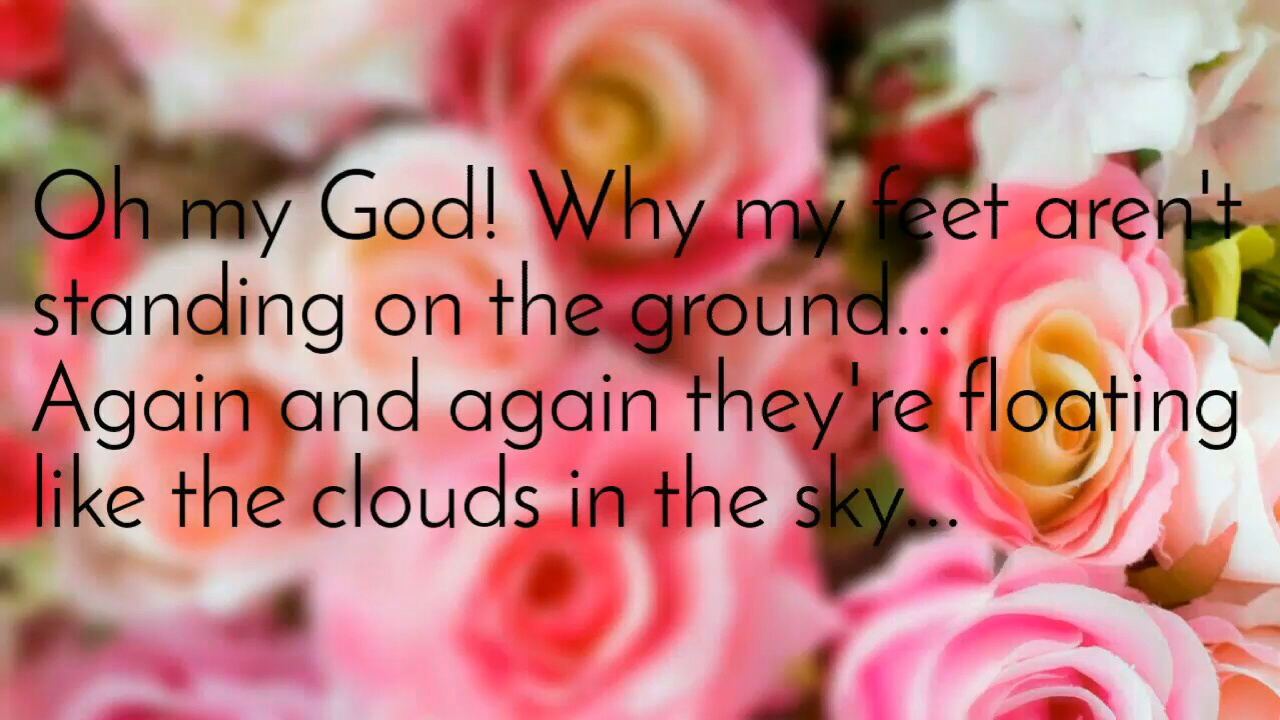 Oh my God! Why my feet aren't
standing on the ground...
Again and again they're floating
like the clouds in the sky...